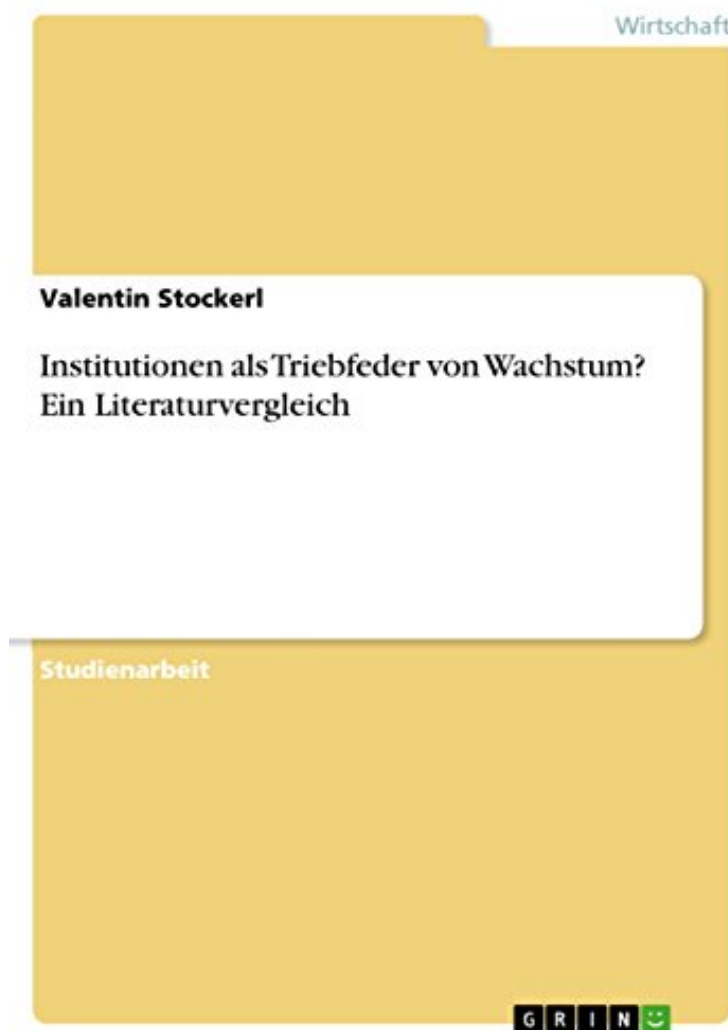 Wirtschaft
Valentin Stockerl
Institutionen als Triebfeder von Wachstum?
Ein Literaturvergleich
Studienarbeit
GRIN